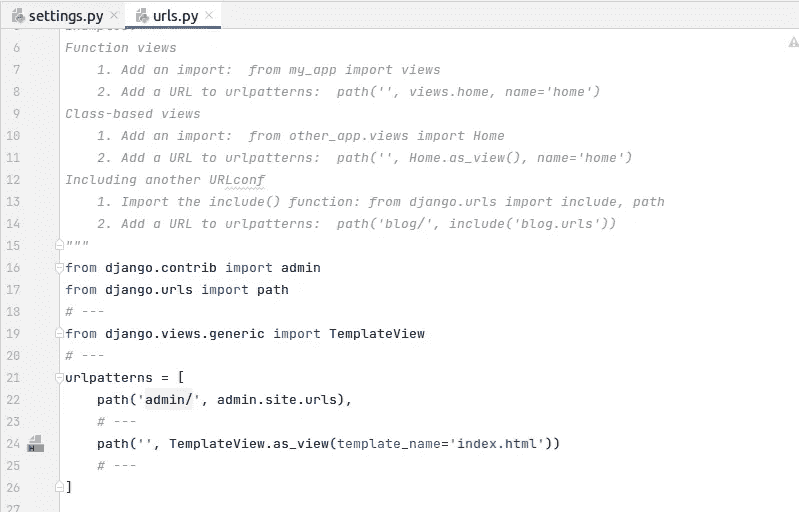 settings.py
urls.py
6 Function views
7 1. Add an import:  from my_app import views
8 2. Add a URL to urlpatterns:  path('', views.home, name='home')
9 Class-based views
10 1. Add an import:  from other_app.views import Home
11 2. Add a URL to urlpatterns:  path('', Home.as_view(), name='home')
12 Including another URLconf
13 1. Import the include() function: from django.urls import include, path
14 2. Add a URL to urlpatterns:  path('blog/', include('blog.urls'))
15 """
16 from django.contrib import admin
17 from django.urls import path
18 # ---
19 from django.views.generic import TemplateView
20 # ---
21 urlpatterns = [
22 path('admin/', admin.site.urls),
23 # ---
24 path('', TemplateView.as_view(template_name='index.html'))
25 # ---
26 ]
27